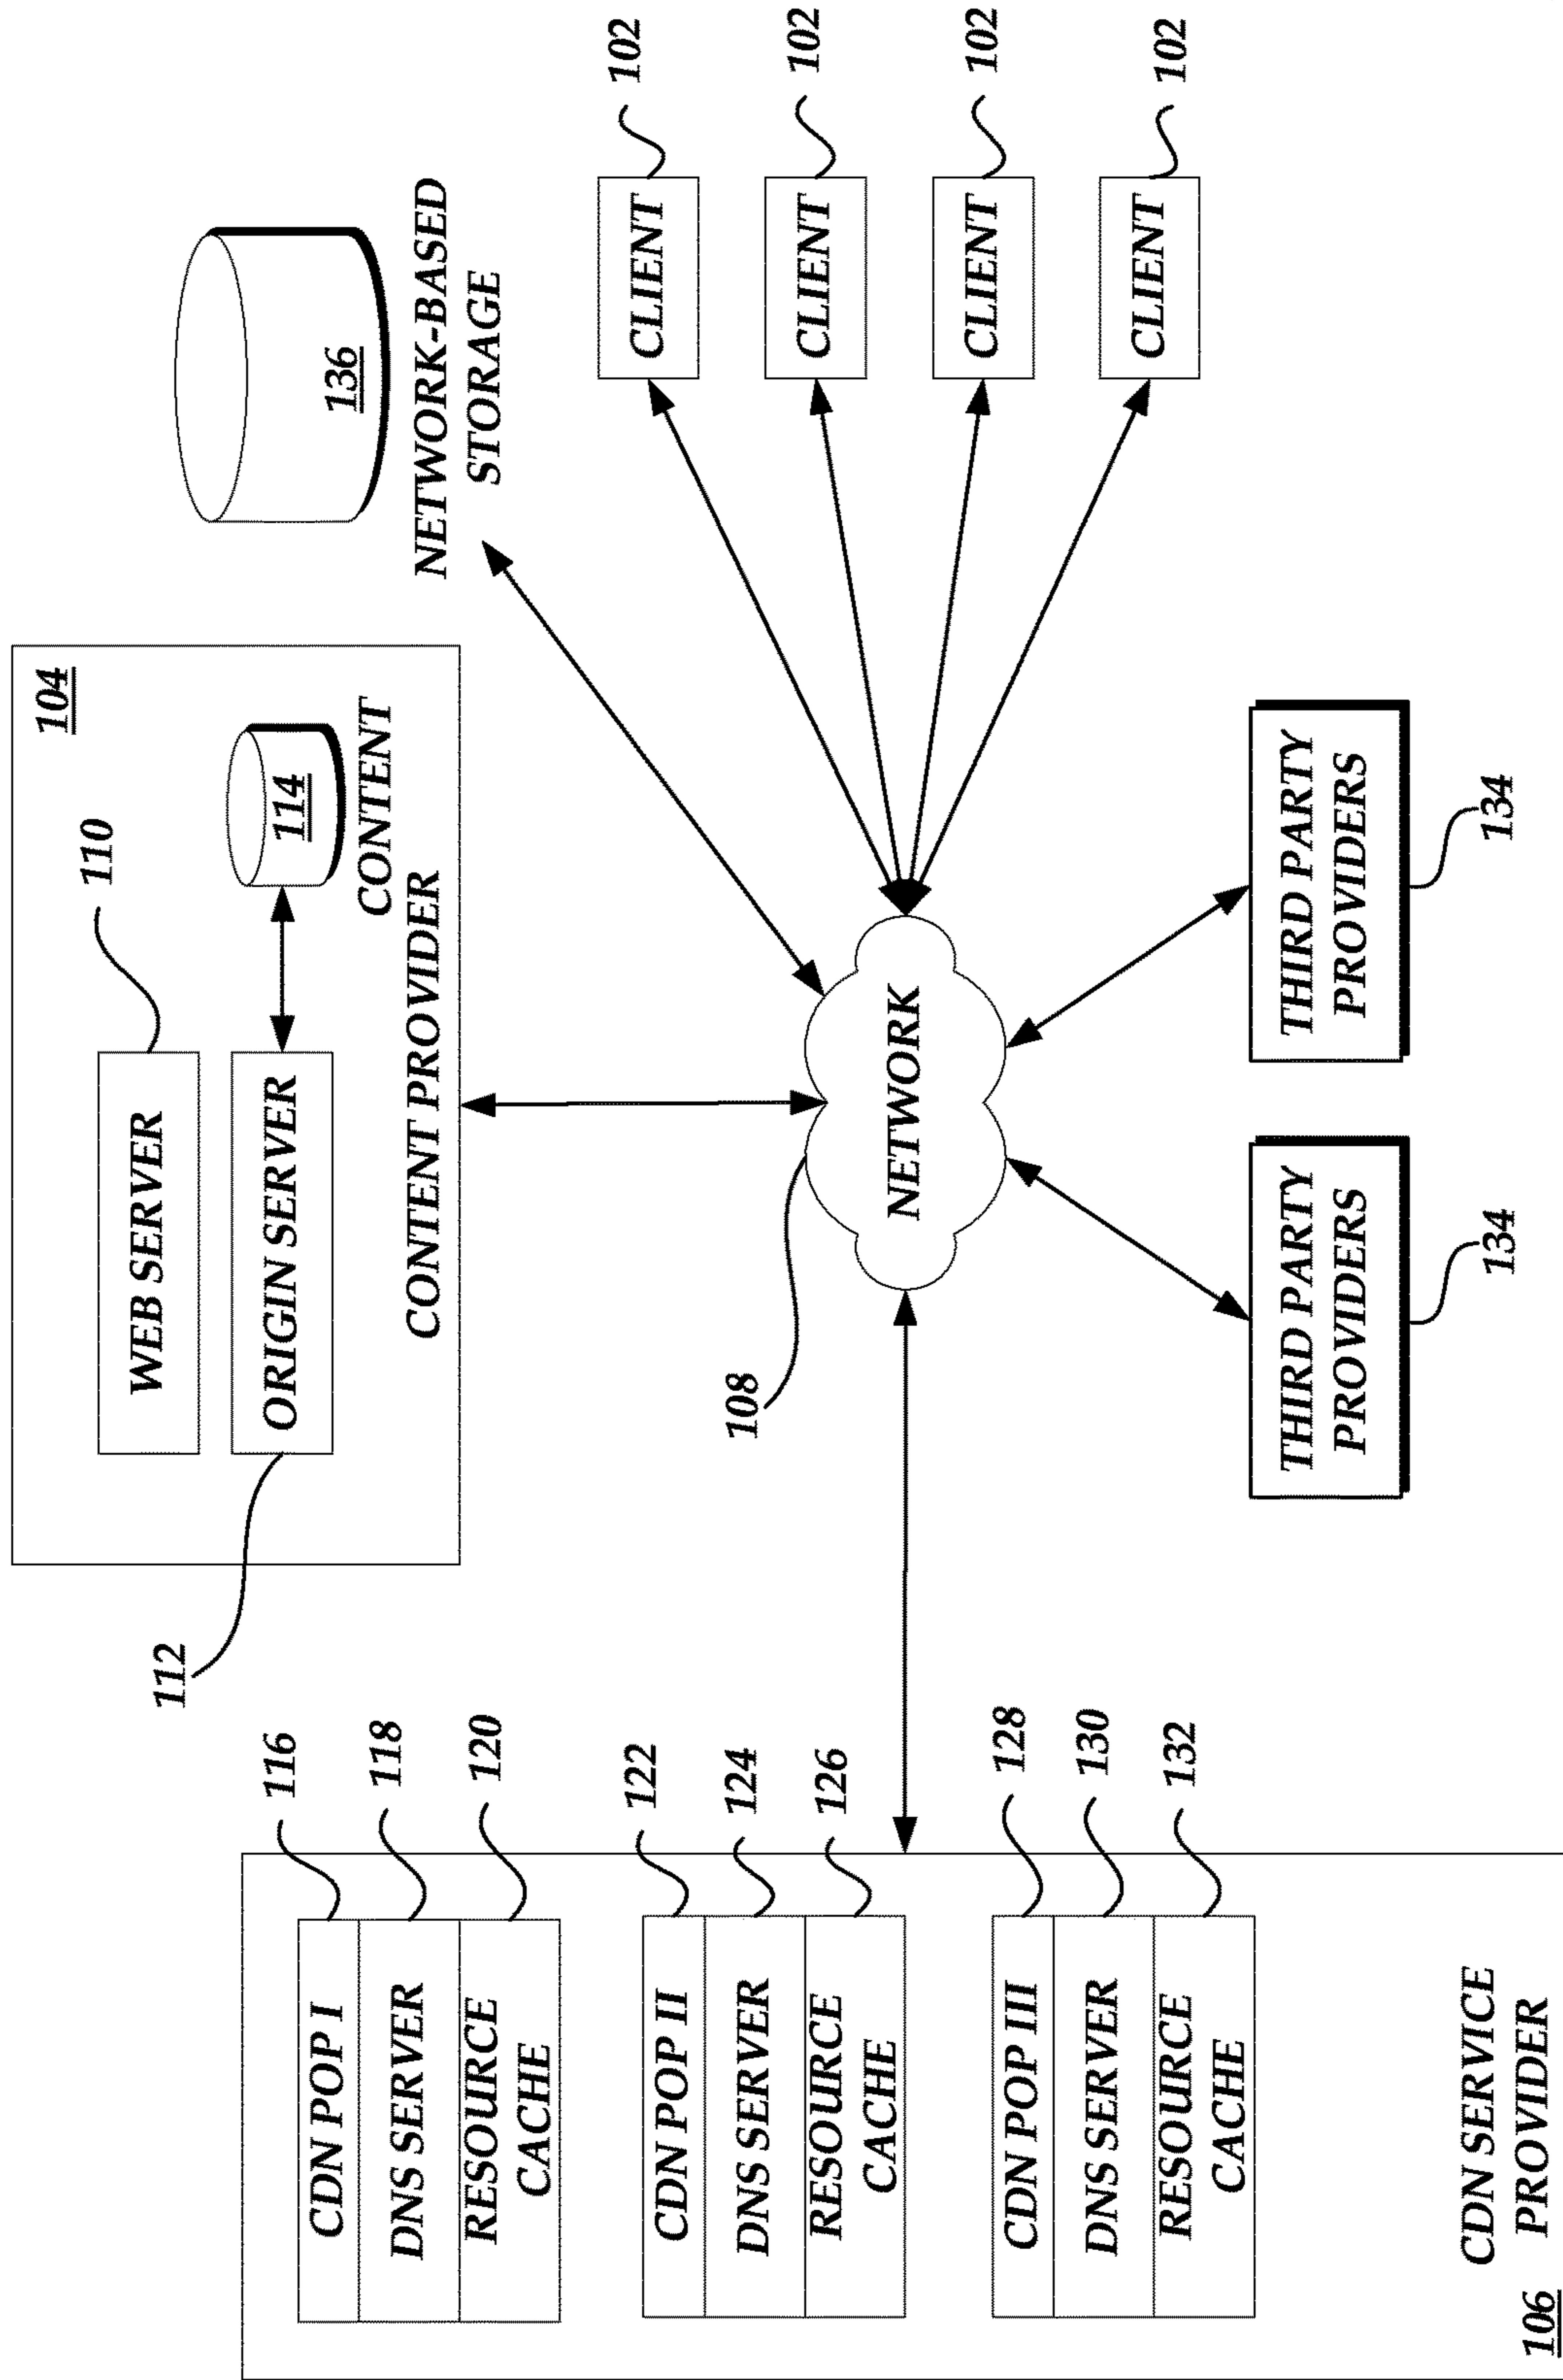 104
110
WEB SERVER
ORIGIN SERVER
112
114
CONTENT
CONTENT PROVIDER
136
NETWORK-BASED
STORAGE
CLIENT
102
CLIENT
102
CLIENT
102
CLIENT
102
108
NETWORK
THIRD PARTY
PROVIDERS
134
THIRD PARTY
PROVIDERS
134
CDN POP I
116
DNS SERVER
118
RESOURCE
CACHE
120
CDN POP II
122
DNS SERVER
124
RESOURCE
CACHE
126
CDN POP III
128
DNS SERVER
130
RESOURCE
CACHE
132
CDN SERVICE
PROVIDER
106